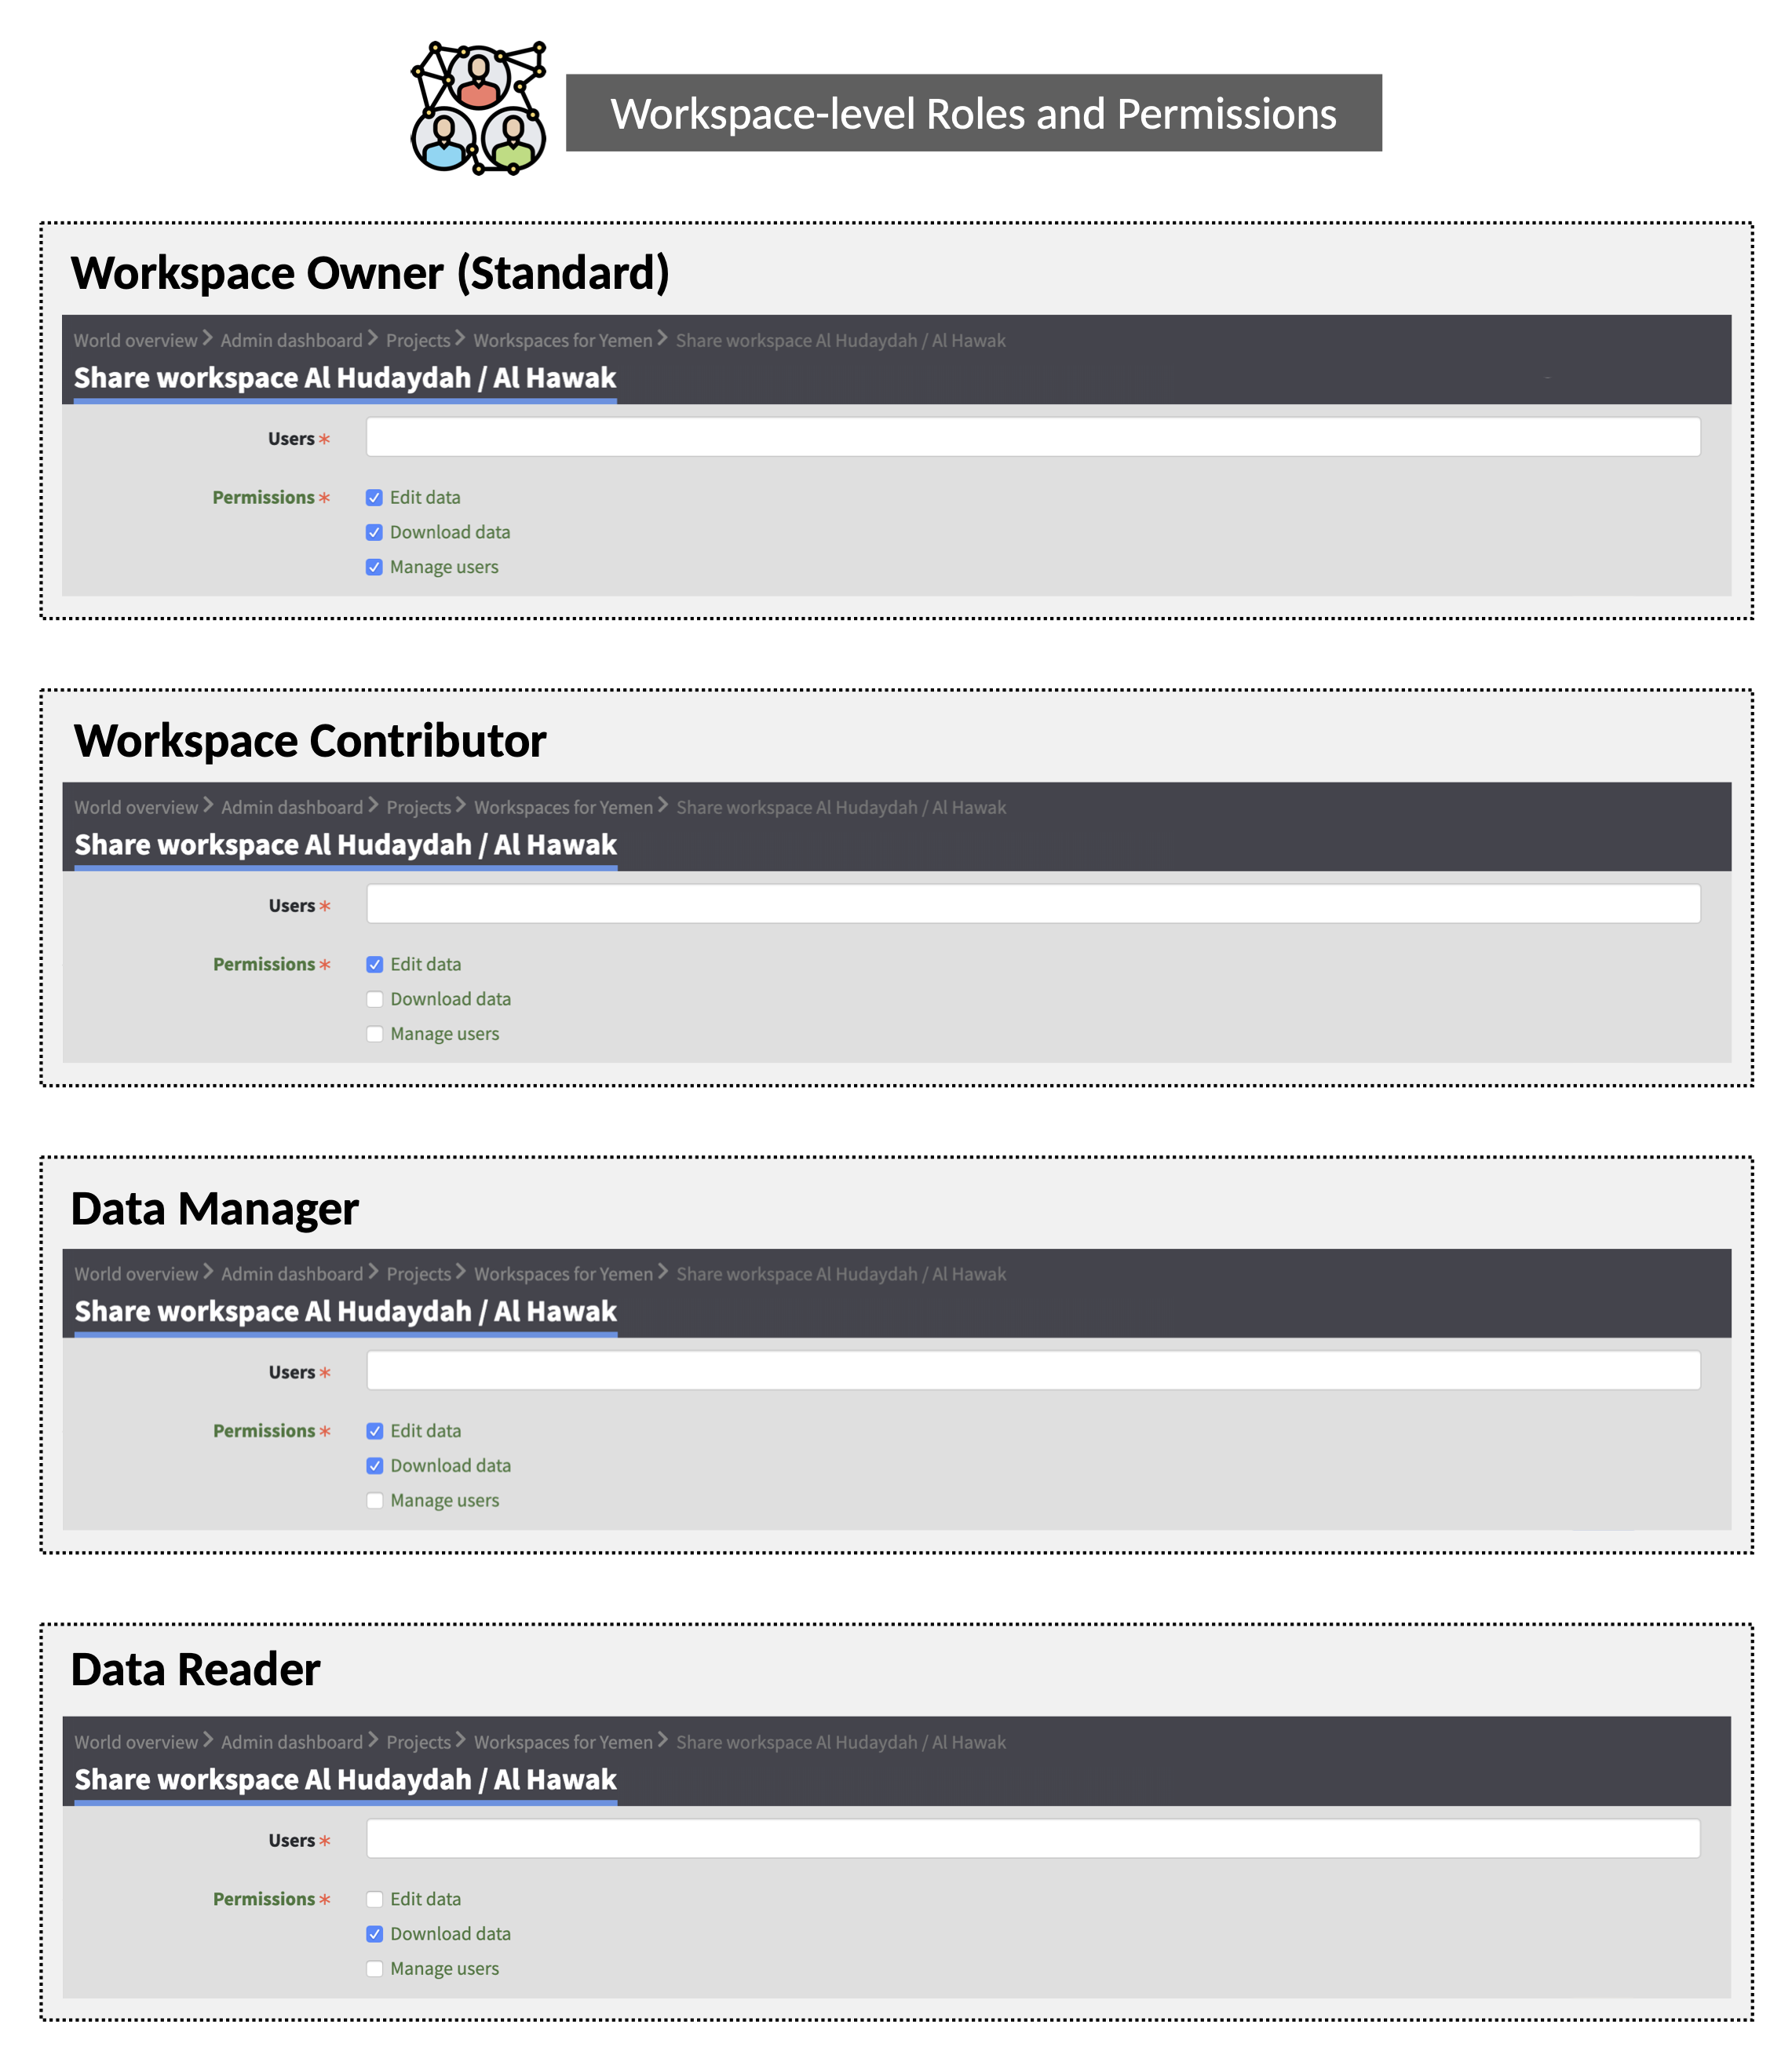 Workspace-level Roles and Permissions
Workspace Owner (Standard)
World overview > Admin dashboard > Projects > Workspaces for Yemen > Share workspace Al Hudaydah / Al Hawak
Share workspace Al Hudaydah / Al Hawak
Users *
Permissions * Edit data
Download data
Manage users
Workspace Contributor
World overview > Admin dashboard > Projects > Workspaces for Yemen > Share workspace Al Hudaydah / Al Hawak
Share workspace Al Hudaydah / Al Hawak
Users *
Permissions * Edit data
Download data
Manage users
Data Manager
World overview > Admin dashboard > Projects > Workspaces for Yemen > Share workspace Al Hudaydah / Al Hawak
Share workspace Al Hudaydah / Al Hawak
Users *
Permissions * Edit data
Download data
Manage users
Data Reader
World overview > Admin dashboard > Projects > Workspaces for Yemen > Share workspace Al Hudaydah / Al Hawak
Share workspace Al Hudaydah / Al Hawak
Users *
Permissions * Edit data
Download data
Manage users